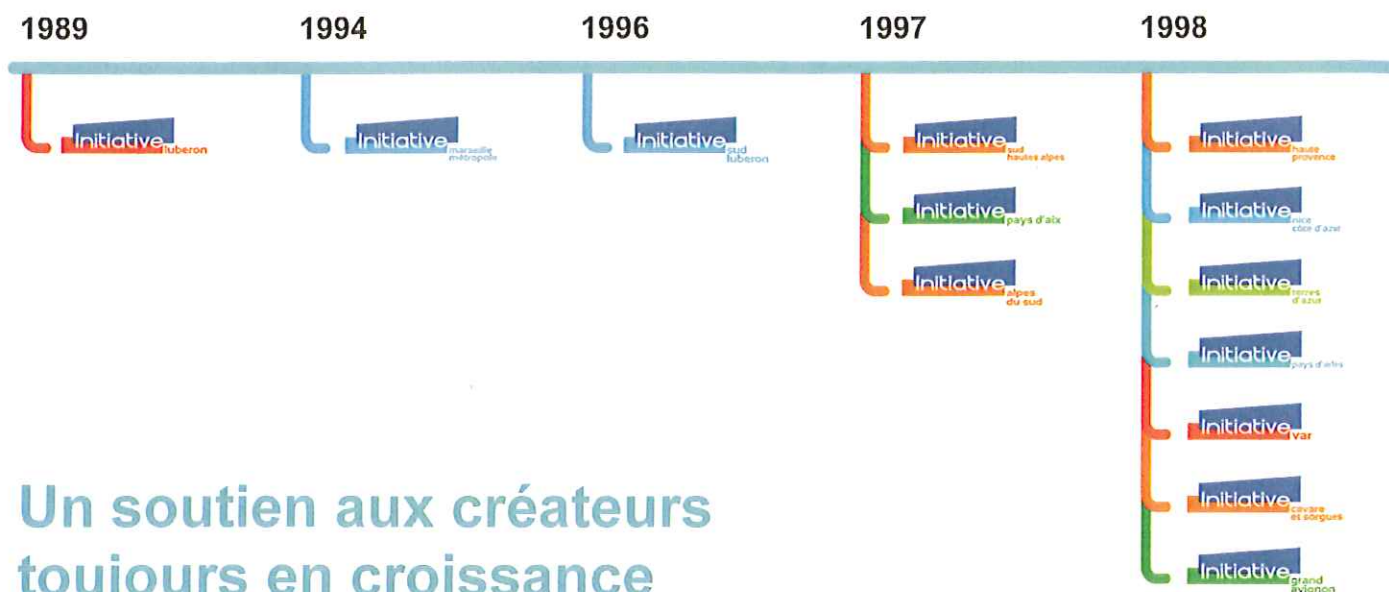 1989 1994 1996 1997 1998
Initiative luberon
Initiative marseille
métropole
Initiative sud
luberon
Initiative sud
hautes alpes
Initiative pays d'aix
Initiative alpes
du sud
Initiative haute
provence
Initiative nice
côte d'azur
Initiative terres
d'azur
Initiative pays d'arles
Initiative var
Initiative cavare
et sorgues
Initiative grand
avignon
Un soutien aux créateurs
toujours en croissance